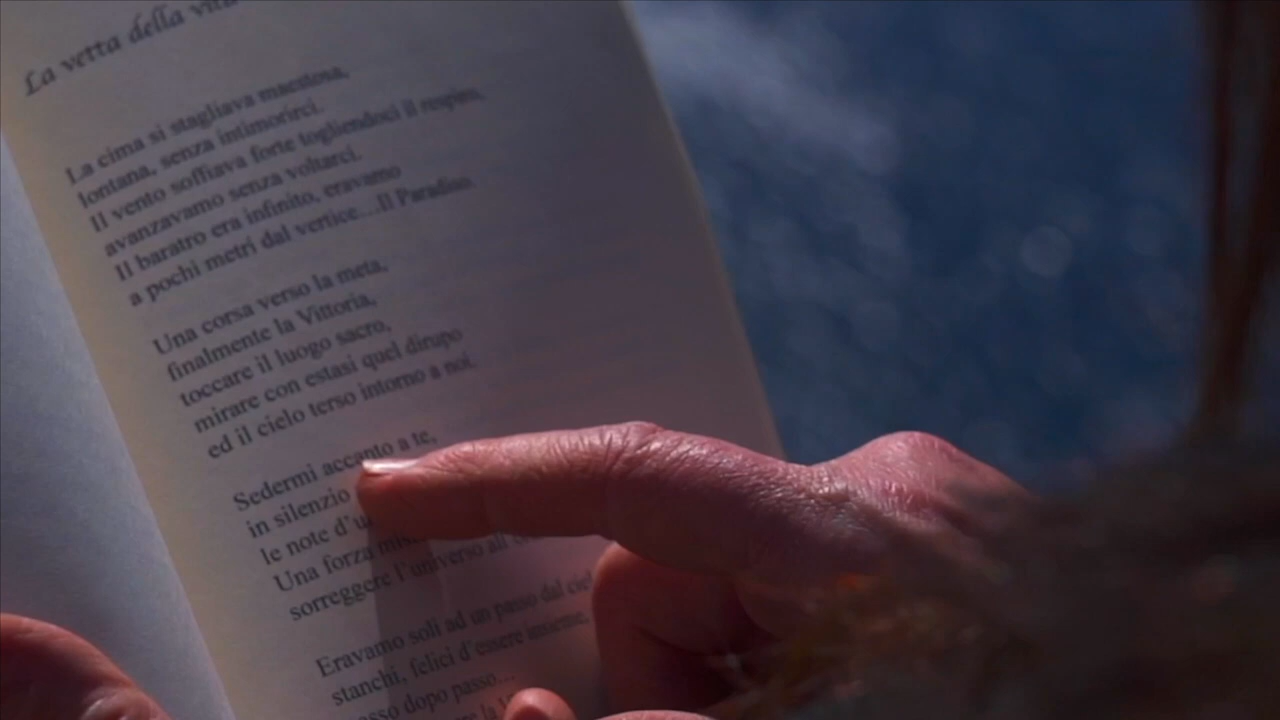 La vetta della vita
La cima si stagliava maestosa,
lontana, senza intimorirci.
Il vento soffiava forte togliendoci il respiro,
avanzavamo senza voltarci.
Il baratro era infinito, eravamo
a pochi metri dal vertice...Il Paradiso.
Una corsa verso la meta,
finalmente la Vittoria,
toccare il luogo sacro,
mirare con estasi quel dirupo
ed il cielo terso intorno a noi.
Sedermi accanto a te,
in silenzio
le note d'u
Una forza
sorreggere l'universo
Eravamo soli ad un passo dal ciel
stanchi, felici d'essere insieme,
passo dopo passo...